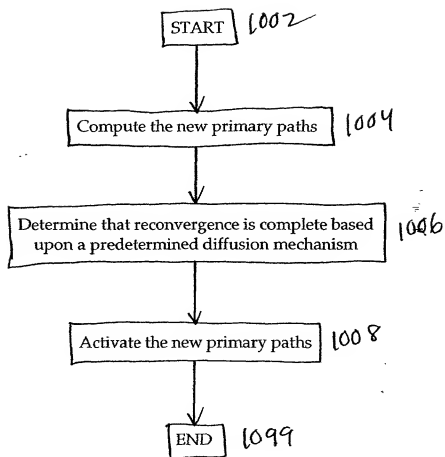 START 1002
Compute the new primary paths 1004
Determine that reconvergence is complete based
upon a predetermined diffusion mechanism 1006
Activate the new primary paths 1008
END 1099